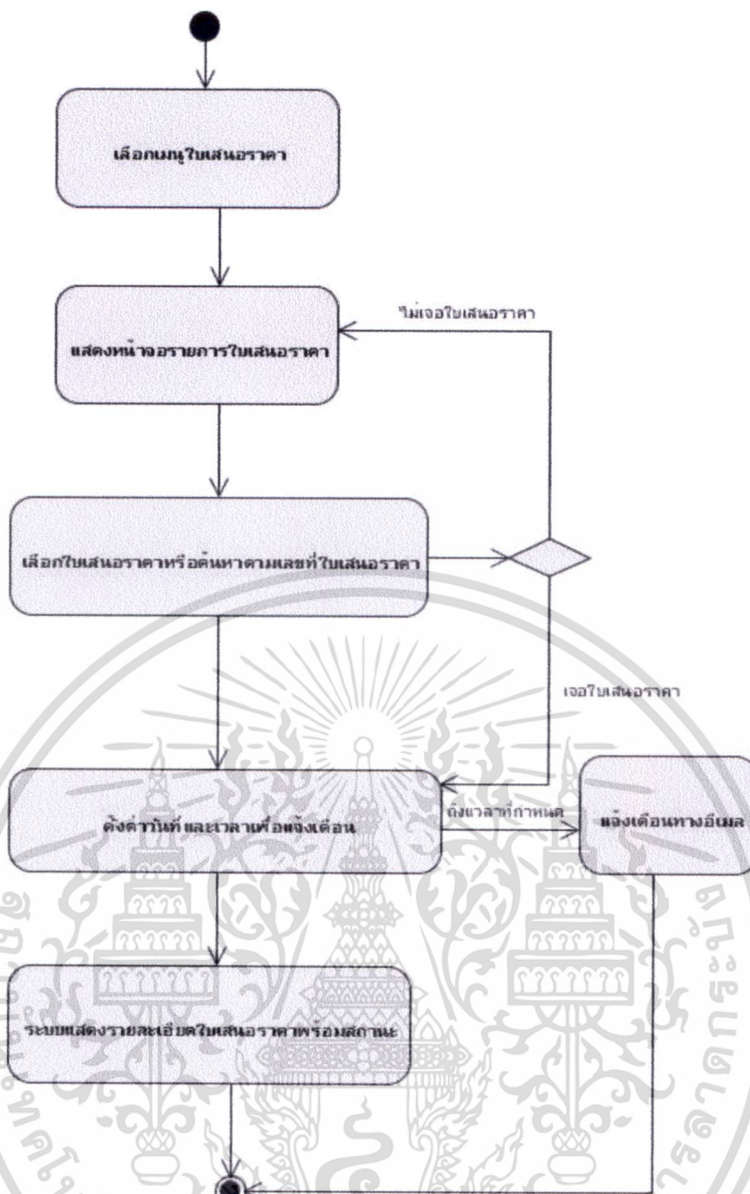 เลือกเมนูใบเสนอราคา
ไม่เจอใบเสนอราคา
แสดงหน้าจอรายการใบเสนอราคา
เลือกใบเสนอราคาหรือค้นหาตามเลขที่ใบเสนอราคา
เจอใบเสนอราคา
ตั้งค่าวันที่และเวลาเพื่อแจ้งเตือน
ถึงเวลาที่กำหนด
แจ้งเตือนทางอีเมล
ระบบแสดงรายละเอียดใบเสนอราคาพร้อมสถานะ